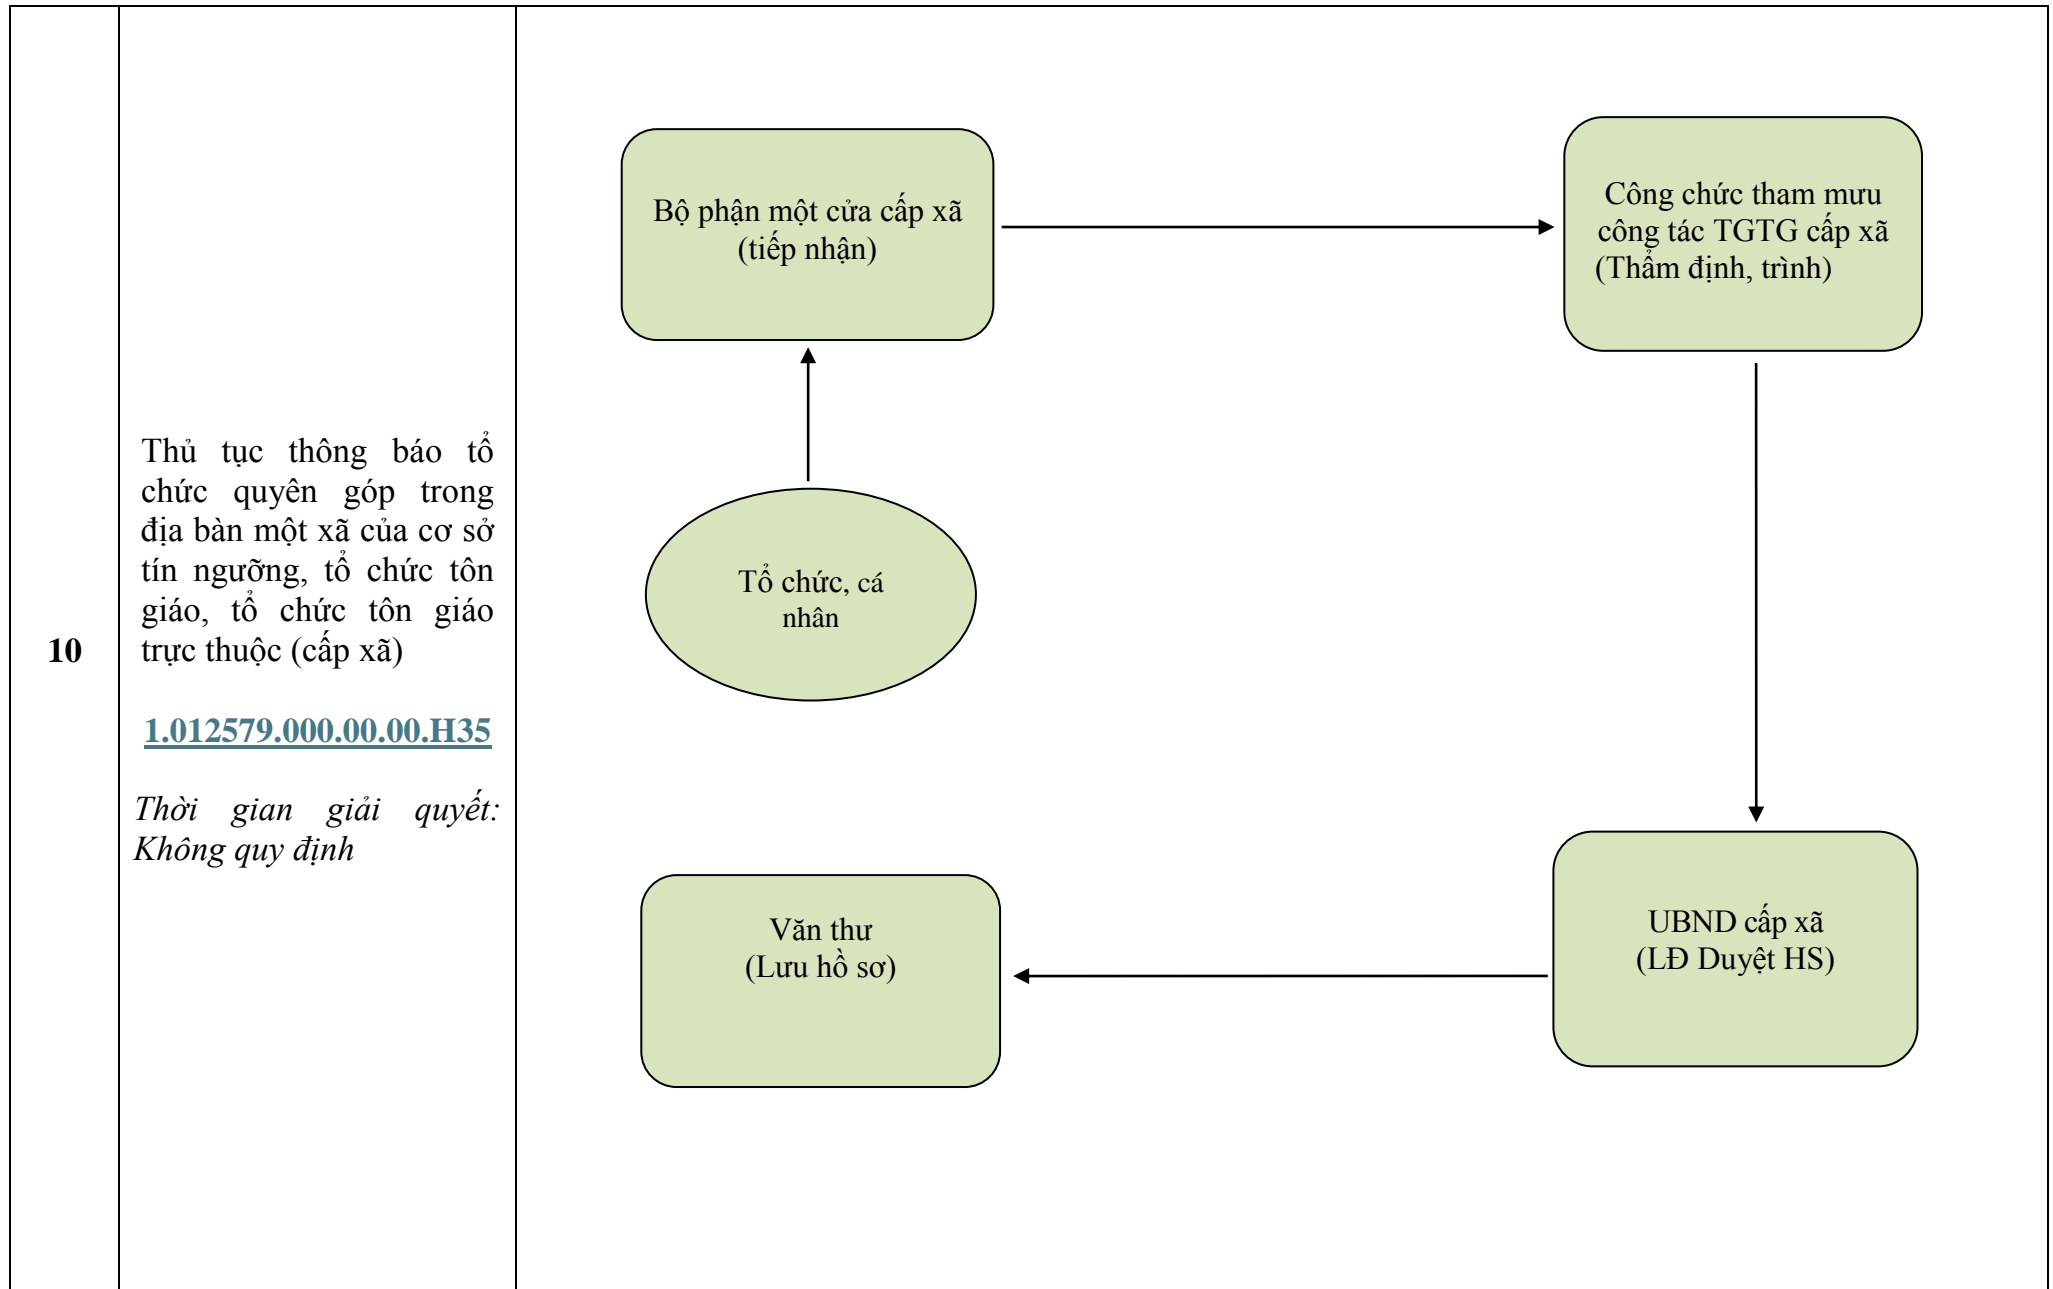 10
Thủ tục thông báo tổ
chức quyên góp trong
địa bàn một xã của cơ sở
tín ngưỡng, tổ chức tôn
giáo, tổ chức tôn giáo
trực thuộc (cấp xã)
1.012579.000.00.00.H35
Thời gian giải quyết:
Không quy định
Bộ phận một cửa cấp xã
(tiếp nhận)
Công chức tham mưu
công tác TGTG cấp xã
(Thẩm định, trình)
Tổ chức, cá
nhân
Văn thư
(Lưu hồ sơ)
UBND cấp xã
(LĐ Duyệt HS)